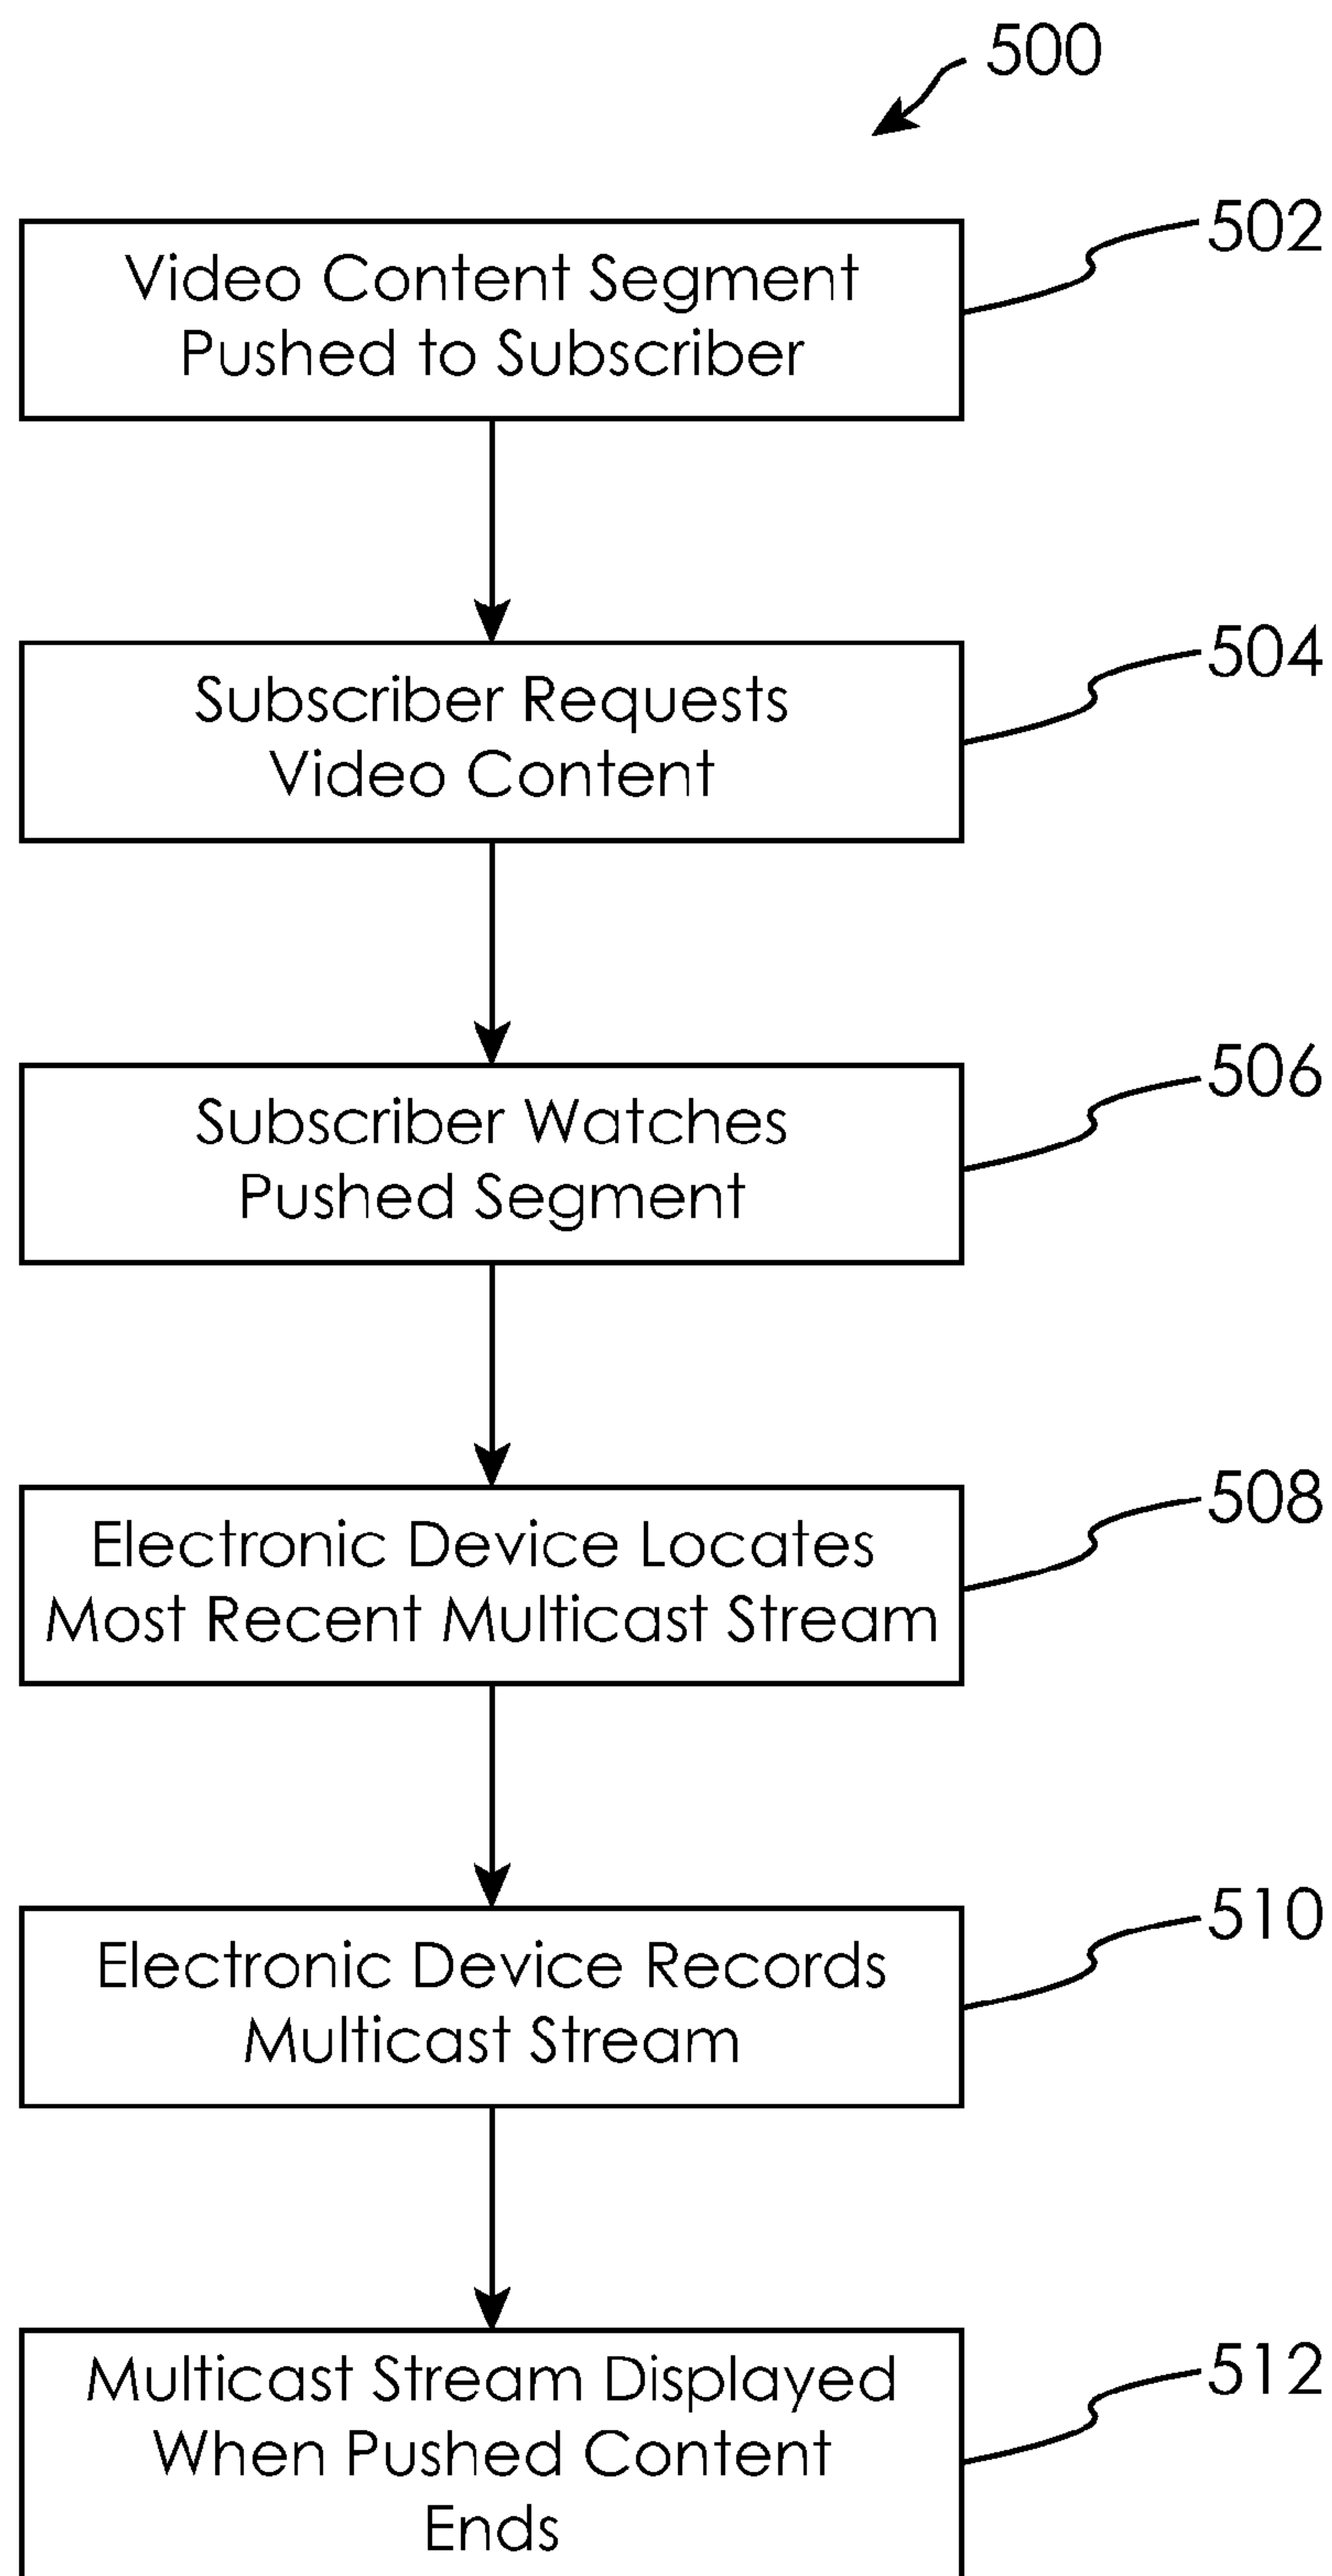 500
502
Video Content Segment
Pushed to Subscriber
504
Subscriber Requests
Video Content
506
Subscriber Watches
Pushed Segment
508
Electronic Device Locates
Most Recent Multicast Stream
510
Electronic Device Records
Multicast Stream
512
Multicast Stream Displayed
When Pushed Content
Ends